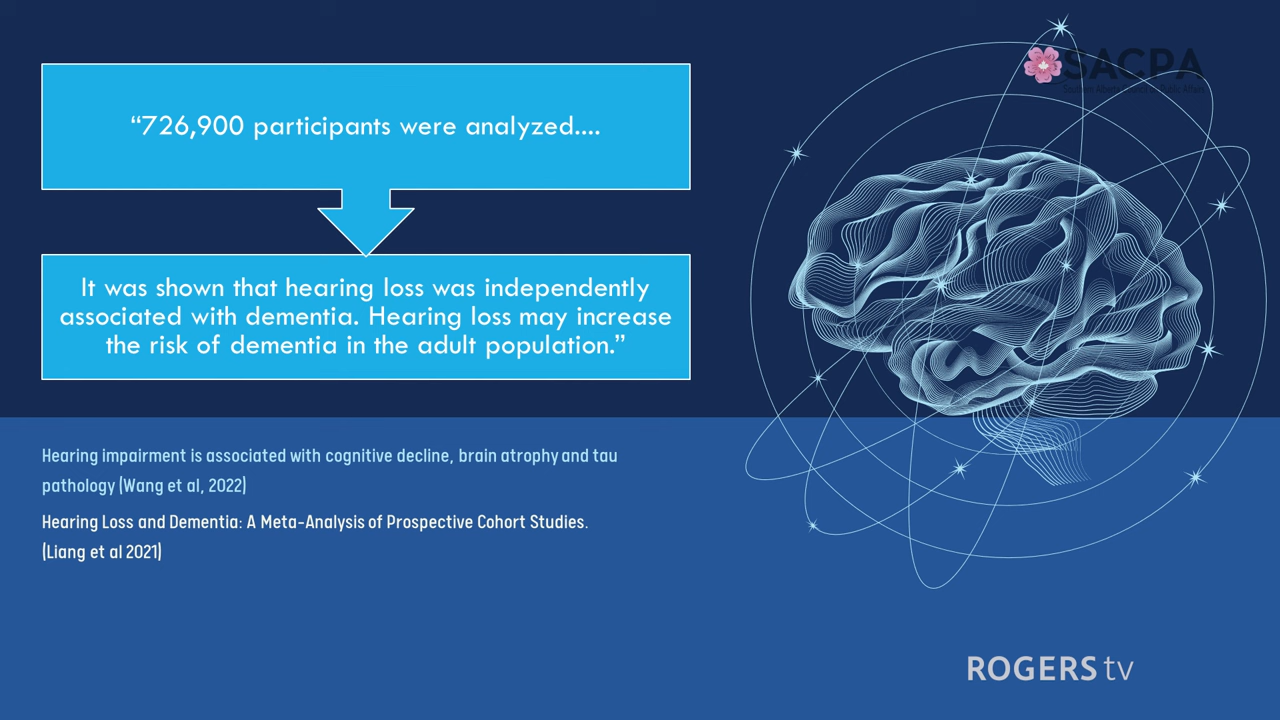 SACPA
“726,900 participants were analyzed....
It was shown that hearing loss was independently
associated with dementia. Hearing loss may increase
the risk of dementia in the adult population.”
Hearing impairment is associated with cognitive decline, brain atrophy and tau
pathology (Wang et al, 2022)
Hearing Loss and Dementia: A Meta-Analysis of Prospective Cohort Studies.
(Liang et al 2021)
ROGERS tv